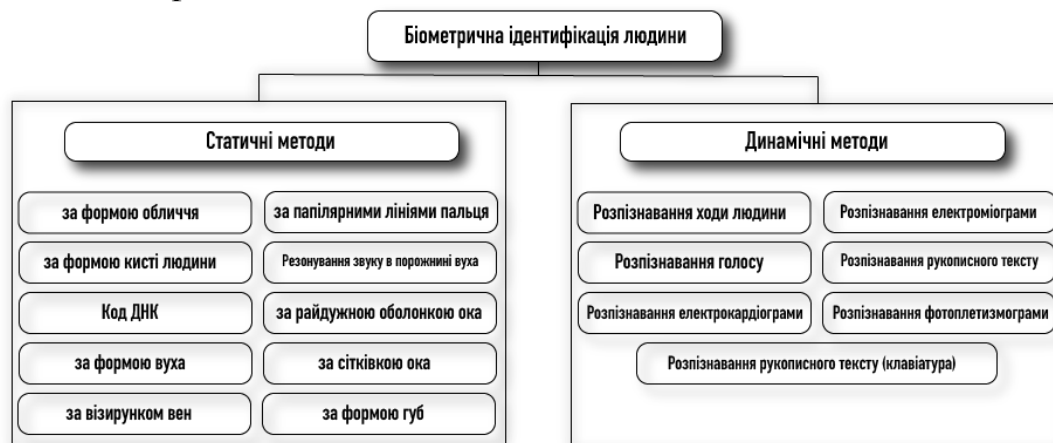 Біометрична ідентифікація людини
Статичні методи
за формою обличчя
за папілярними лініями пальця
за формою кисті людини
Резонування звуку в порожнині вуха
Код ДНК
за райдужною оболонкою ока
за формою вуха
за сітківкою ока
за візирунком вен
за формою губ
Динамічні методи
Розпізнавання ходи людини
Розпізнавання електроміограми
Розпізнавання голосу
Розпізнавання рукописного тексту
Розпізнавання електрокардіограми
Розпізнавання фотоплетизмограми
Розпізнавання рукописного тексту (клавіатура)